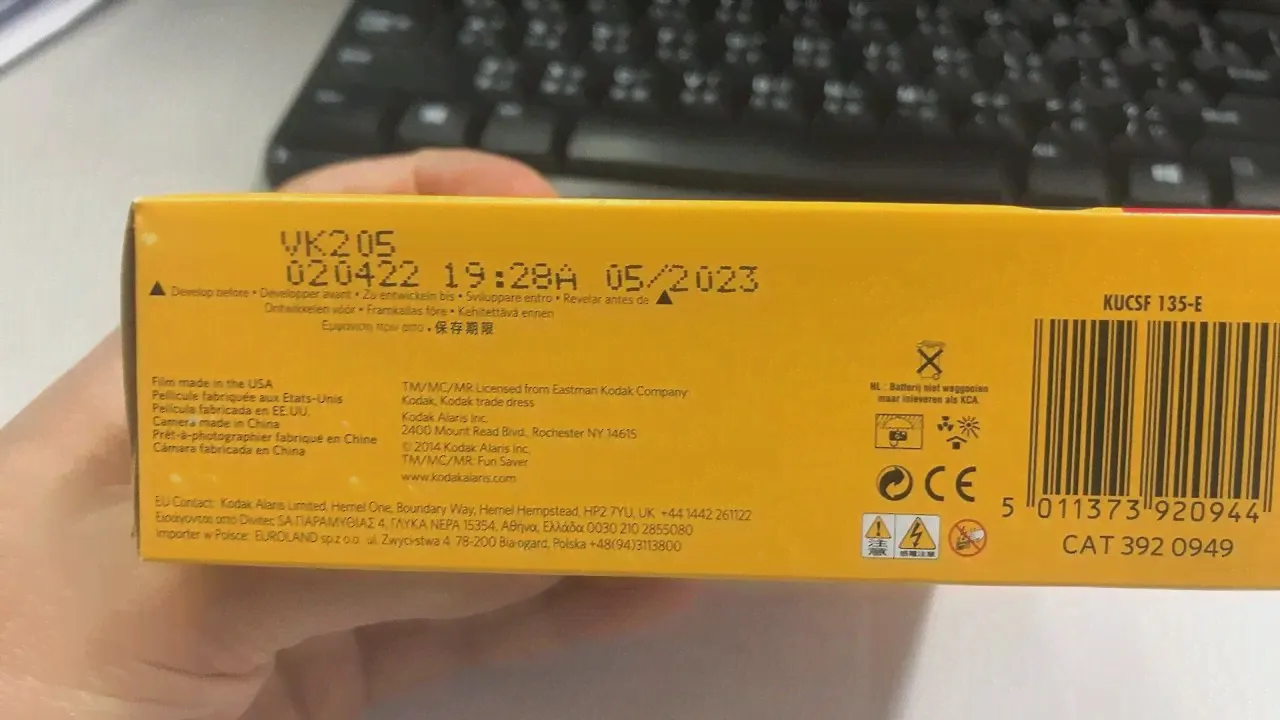 VK205
020422 19:28A 05/2023
▲ Develop before • Développer avant • Zu entwickeln bis • Sviluppare entro • Revelar antes de ▲
Ontwikkelen vóór • Framkallas före • Kehitettävä ennen
Εμφάνιση πριν από • 保存期限
KUCSF 135-E
Film made in the USA
Pellicule fabriquée aux Etats-Unis
Película fabricada en EE.UU.
Camera made in China
Prêt-à-photographier fabriqué en Chine
Cámara fabricada en China
TM/MC/MR Licensed from Eastman Kodak Company
Kodak, Kodak trade dress
Kodak Alaris Inc.
2400 Mount Read Blvd., Rochester NY 14615
© 2014 Kodak Alaris Inc.
TM/MC/MR: Fun Saver
www.kodakalaris.com
NL : Batterij niet weggooien
maar inleveren als KCA.
CE
注意
感電注意
EU Contact: Kodak Alaris Limited, Hemel One, Boundary Way, Hemel Hempstead, HP2 7YU, UK +44 1442 261122
Εισάγονται από Divitec SA ΠΑΡΑΜΥΘΙΑΣ 4, ΓΛΥΚΑ ΝΕΡΑ 15354, Αθήνα, Ελλάδα 0030 210 2855080
Importer w Polsce: EUROLAND sp.z o.o. ul. 4 78-200 Polska +48(94)3113800
5 011373 920944
CAT 392 0949